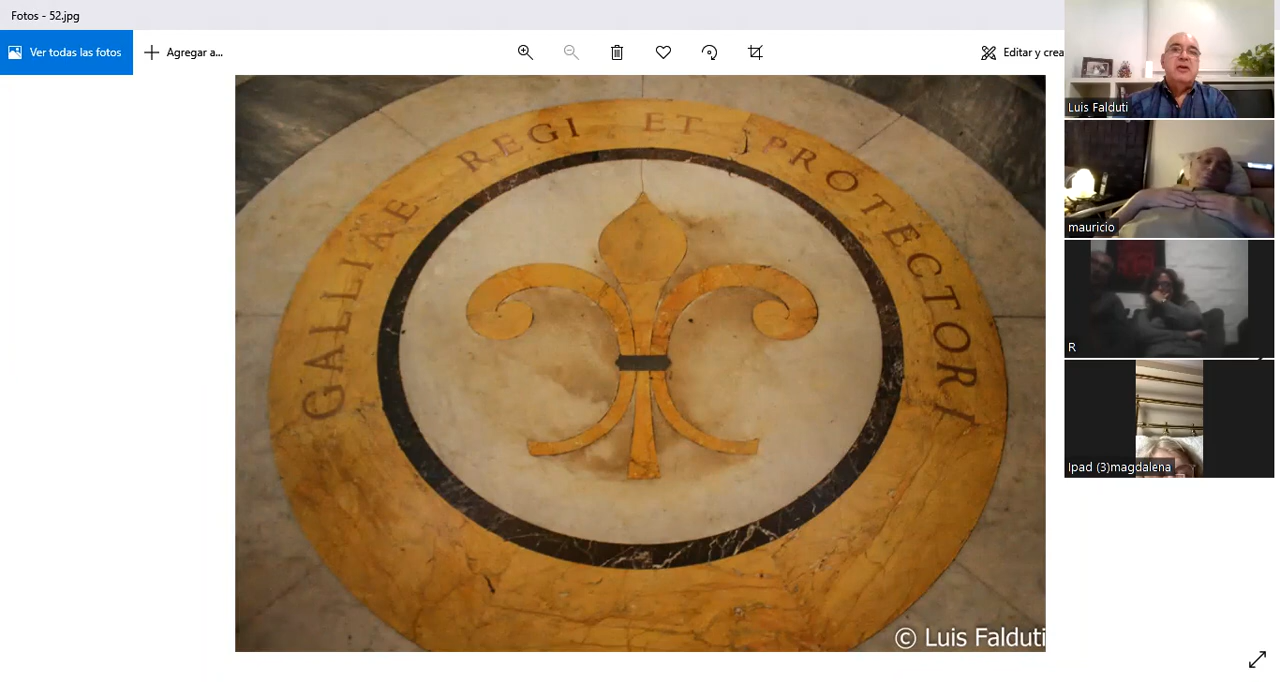 Fotos - 52.jpg
Ver todas las fotos
Agregar a...
Editar y crea
GALLIAE REGI ET PROTECTORI
© Luis Falduti
Luis Falduti
mauricio
R
Ipad (3)magdalena